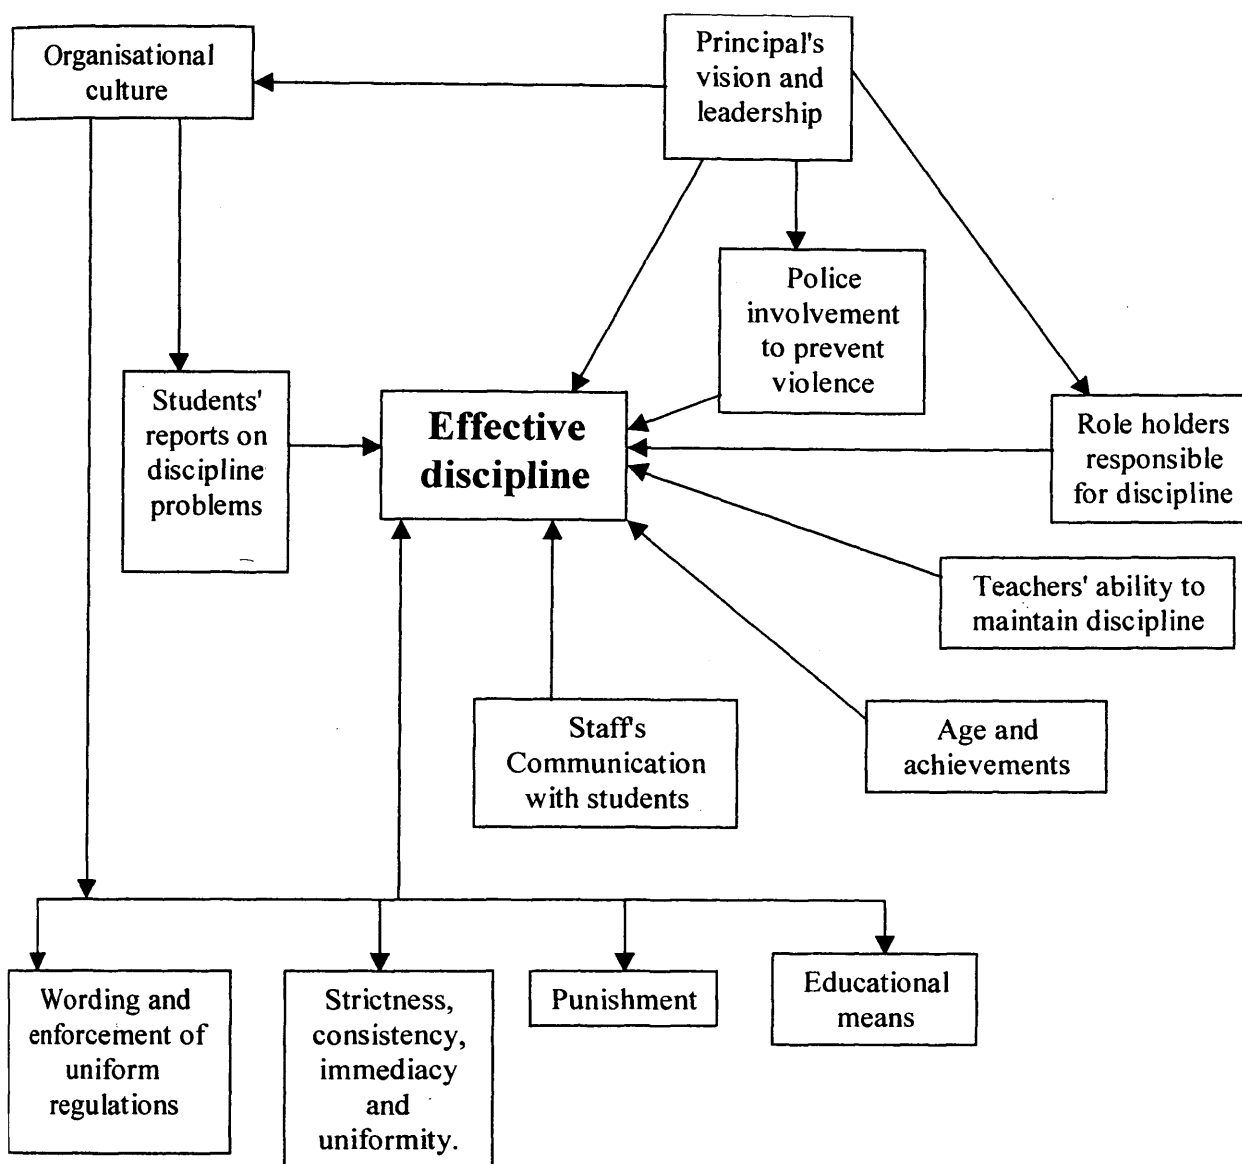 Organisational
culture
Principal's
vision and
leadership
Police
involvement
to prevent
violence
Students'
reports on
discipline
problems
Effective
discipline
Role holders
responsible
for discipline
Teachers' ability to
maintain discipline
Staff's
Communication
with students
Age and
achievements
Wording and
enforcement of
uniform
regulations
Strictness,
consistency,
immediacy
and
uniformity.
Punishment
Educational
means